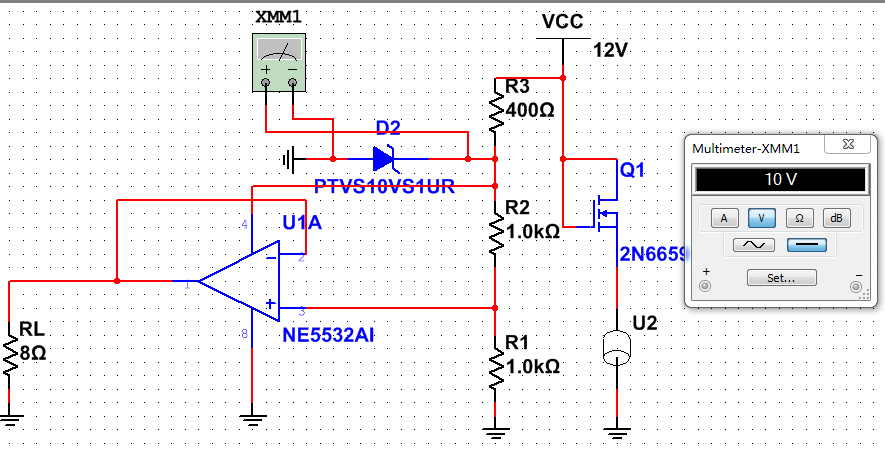 XMM1
VCC
12V
R3
400Ω
D2
PTVS10VS1UR
Q1
2N6659
R2
1.0kΩ
U1A
4
2
1
3
8
NE5532AI
RL
8Ω
R1
1.0kΩ
U2
Multimeter-XMM1
10 V
A
V
Ω
dB
+
Set...
−